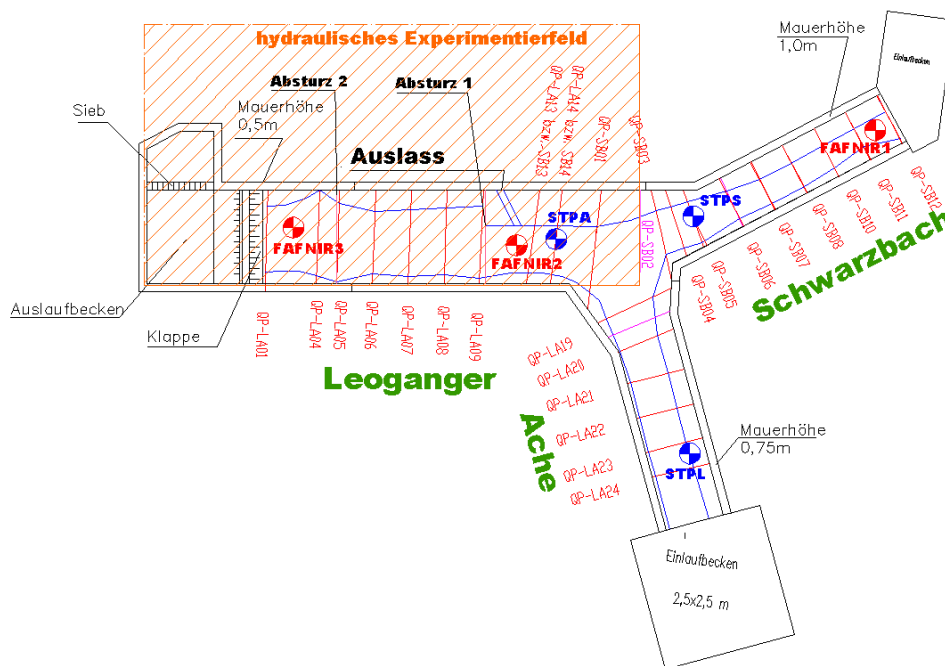 hydraulisches Experimentierfeld
Mauerhöhe
1,0m
Einlaufbecken
Absturz 2
Absturz 1
Sieb
Mauerhöhe
0,5m
QP-LA13 bzw.-SB13
QP-LA14 bzw. SB14
QP-SB01
QP-SB03
Auslass
FAFNIR1
STPS
STPA
FAFNIR3
FAFNIR2
QP-SB02
QP-SB04
QP-SB05
QP-SB06
QP-SB07
QP-SB08
QP-SB10
QP-SB11
QP-SB12
Schwarzbach
Auslaufbecken
Klappe
QP-LA01
QP-LA04
QP-LA05
QP-LA06
QP-LA07
QP-LA08
QP-LA09
Leoganger
Ache
QP-LA19
QP-LA20
QP-LA21
QP-LA22
QP-LA23
QP-LA24
Mauerhöhe
0,75m
STPL
Einlaufbecken
2,5x2,5 m